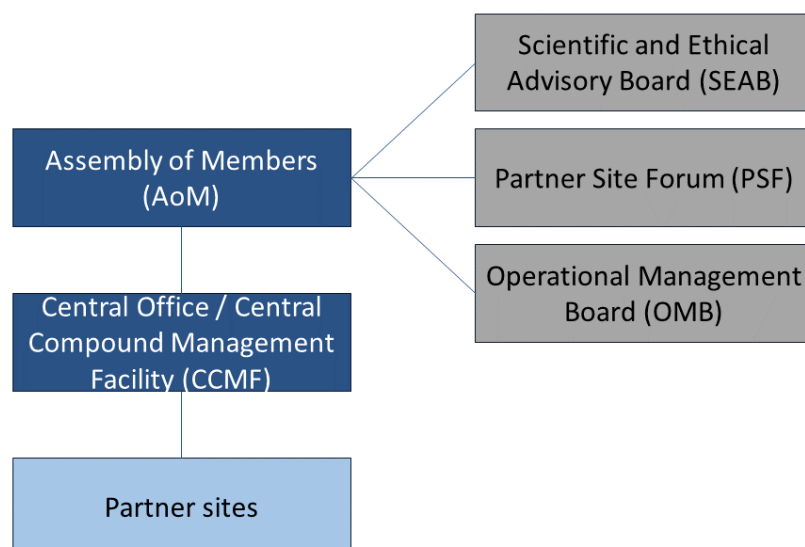 Scientific and Ethical
Advisory Board (SEAB)
Assembly of Members
(AoM)
Partner Site Forum (PSF)
Operational Management
Board (OMB)
Central Office / Central
Compound Management
Facility (CCMF)
Partner sites